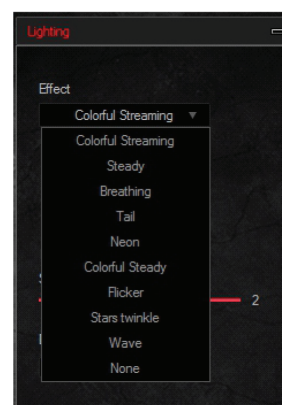 Lighting
Effect
Colorful Streaming
Colorful Streaming
Steady
Breathing
Tail
Neon
Colorful Steady
Flicker
2
Stars twinkle
Wave
None